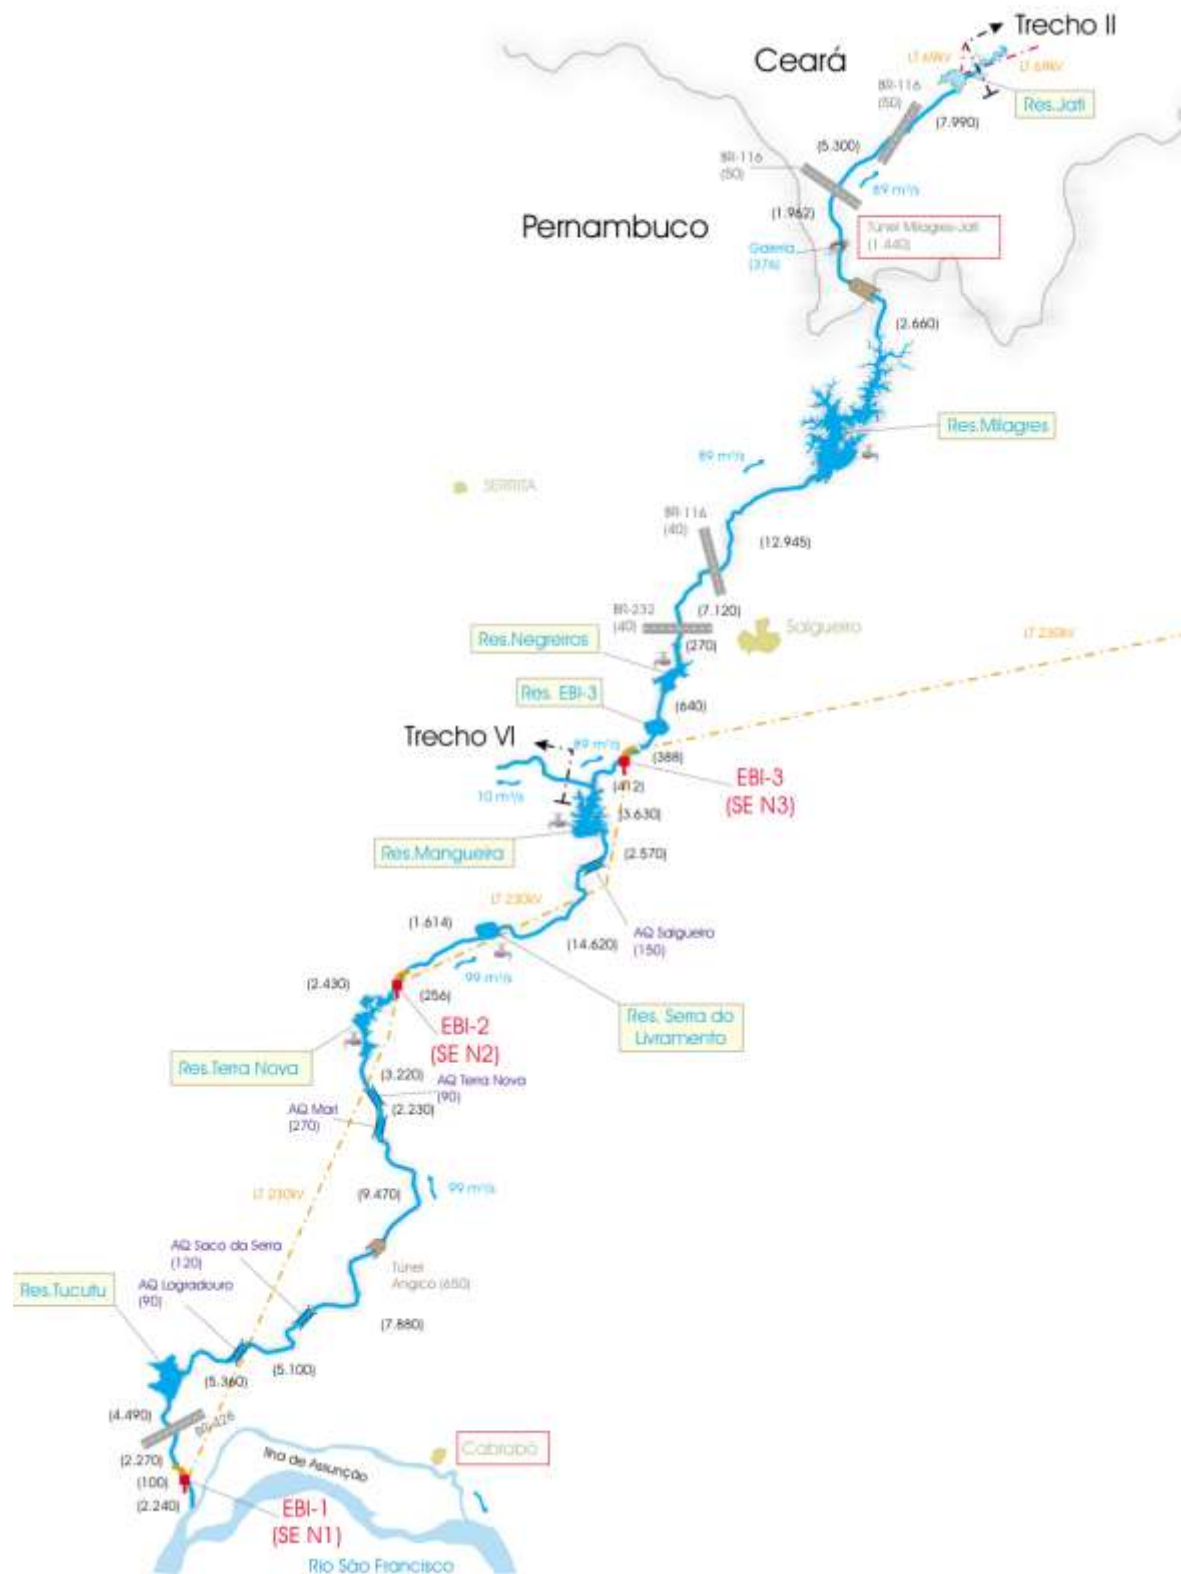 Trecho II
Ceará
LT 69kV
LT 69kV
BR-116
(50)
Res.Jati
(7.990)
(5.300)
BR-116
(50)
89 m³/s
(1.962)
Pernambuco
Túnel Milagres-Jati
(1.440)
Galeria
(376)
(2.660)
Res.Milagres
89 m³/s
SERRITA
BR-116
(40)
(12.945)
BR-232
(40)
(7.120)
Salgueiro
LT 230kV
Res.Negreiros
(270)
Res. EBI-3
(640)
Trecho VI
89 m³/s
(388)
EBI-3
(SE N3)
10 m³/s
(412)
(3.630)
Res.Mangueira
(2.570)
LT 230kV
(1.614)
AQ Salgueiro
(150)
(14.620)
99 m³/s
(2.430)
(256)
Res. Serra do
Livramento
EBI-2
(SE N2)
Res.Terra Nova
(3.220)
AQ Terra Nova
(90)
(2.230)
AQ Mari
(270)
LT 230kV
(9.470)
99 m³/s
AQ Saco da Serra
(120)
Túnel
Angico (650)
AQ Logradouro
(90)
Res.Tucutu
(7.880)
(5.100)
(5.360)
(4.490)
BR-428
(2.270)
Ilha de Assunção
Cabrobó
(100)
(2.240)
EBI-1
(SE N1)
Rio São Francisco